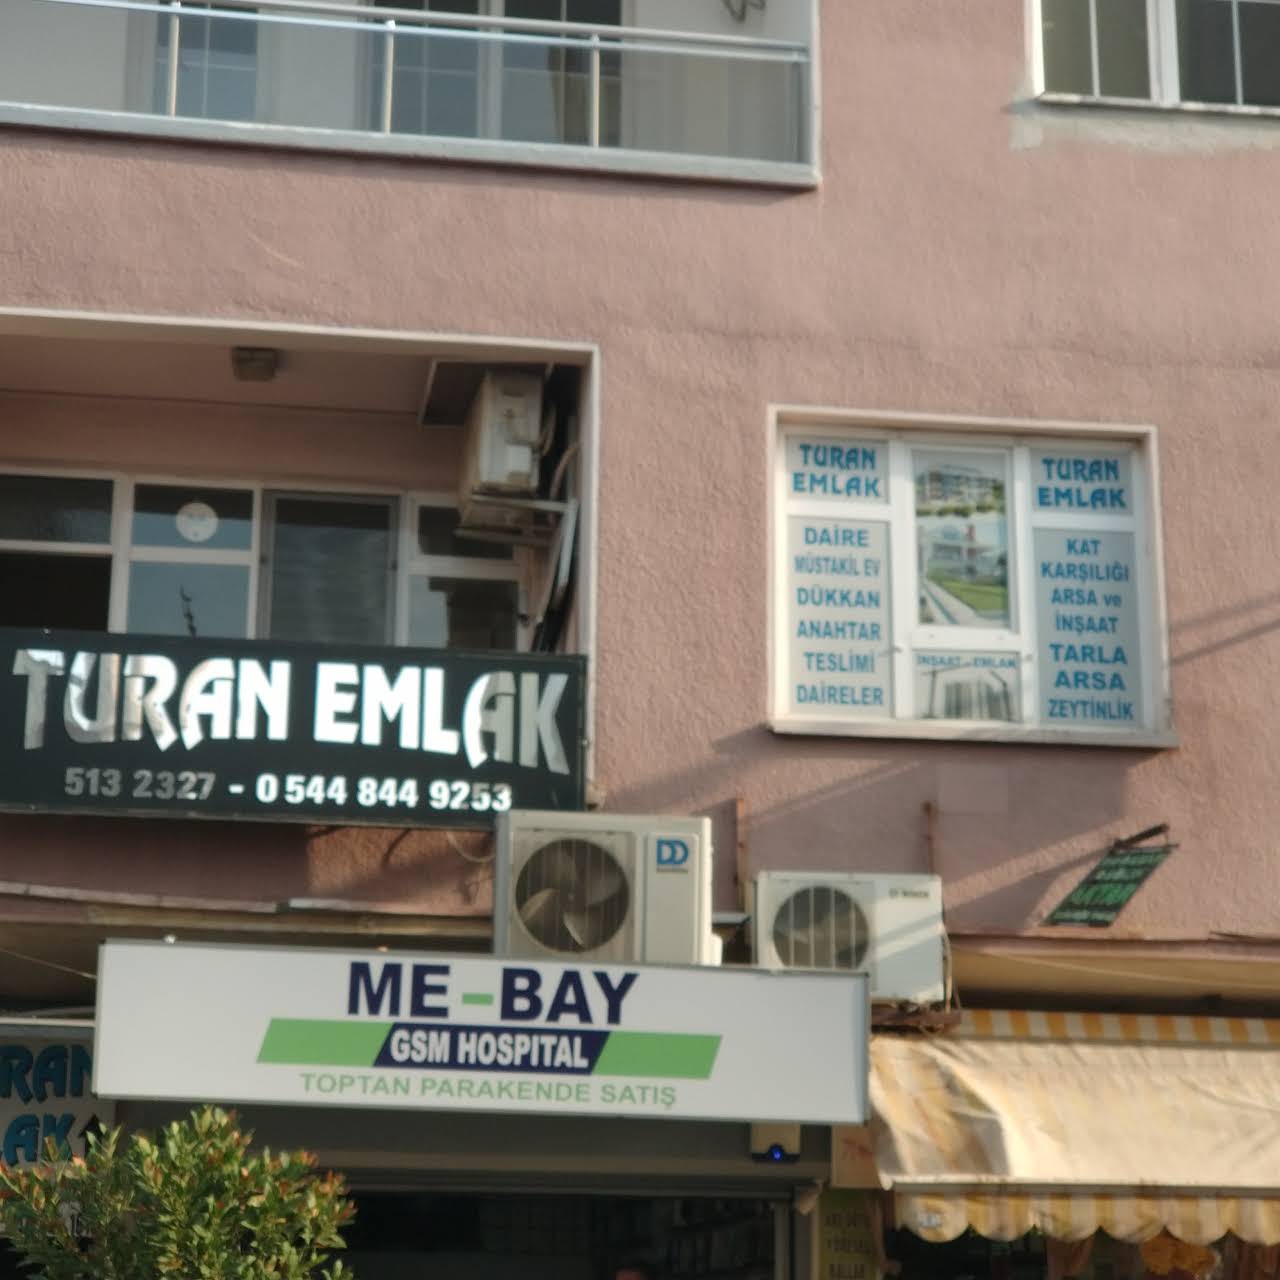 TURAN
EMLAK
TURAN
EMLAK
DAİRE
MÜSTAKİL EV
DÜKKAN
ANAHTAR
TESLİMİ
DAİRELER
KAT
KARŞILIĞI
ARSA ve
İNŞAAT
TARLA
ARSA
ZEYTİNLİK
İNŞAAT - EMLAK
TURAN EMLAK
513 2327 - 0 544 844 9253
DD
ME-BAY
GSM HOSPITAL
TOPTAN PARAKENDE SATIŞ
RAN
LAK